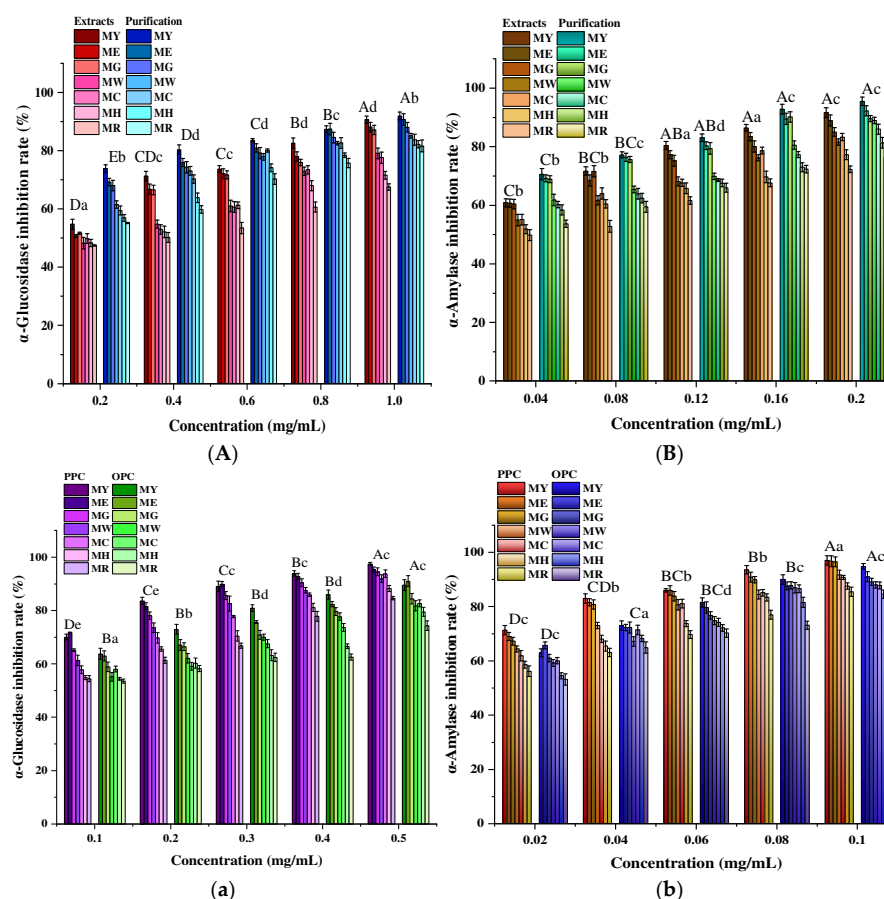 Extracts Purification
MY MY
ME ME
MG MG
MW MW
MC MC
MH MH
MR MR
α-Glucosidase inhibition rate (%)
100
80
60
40
20
0
Da Eb CDc Dd Cc Cd Bd Bc Ad Ab
0.2 0.4 0.6 0.8 1.0
Concentration (mg/mL)
(A)
Extracts Purification
MY MY
ME ME
MG MG
MW MW
MC MC
MH MH
MR MR
α-Amylase inhibition rate (%)
100
80
60
40
20
0
Cb Cb BCb BCc ABa ABd Aa Ac Ac Ac
0.04 0.08 0.12 0.16 0.2
Concentration (mg/mL)
(B)
PPC OPC
MY MY
ME ME
MG MG
MW MW
MC MC
MH MH
MR MR
α-Glucosidase inhibition rate (%)
100
80
60
40
20
0
De Ba Ce Bb Cc Bd Bc Bd Ac Ac
0.1 0.2 0.3 0.4 0.5
Concentration (mg/mL)
(a)
PPC OPC
MY MY
ME ME
MG MG
MW MW
MC MC
MH MH
MR MR
α-Amylase inhibition rate (%)
100
80
60
40
20
0
Dc Dc CDb Ca BCb BCd Bb Bc Aa Ac
0.02 0.04 0.06 0.08 0.1
Concentration (mg/mL)
(b)